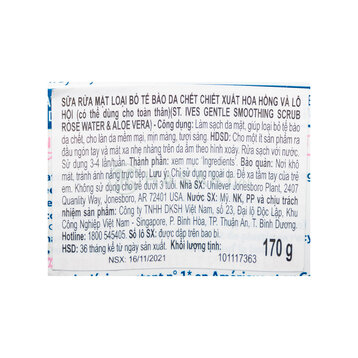 SỮA RỬA MẶT LOẠI BỎ TẾ BÀO DA CHẾT CHIẾT XUẤT HOA HỒNG VÀ LÔ
HỘI (có thể dùng cho toàn thân)(ST. IVES GENTLE SMOOTHING SCRUB
ROSE WATER & ALOE VERA) - Công dụng: Làm sạch da mặt, giúp loại bỏ tế bào
da chết, cho làn da mềm mại, mịn màng, tươi sáng. HDSD: Cho một ít sản phẩm ra
đầu ngón tay và mát xa nhẹ nhàng trên da mặt ẩm theo hình xoáy. Rửa sạch với nước.
Sử dụng 3-4 lần/tuần. Thành phần: xem mục 'Ingredients'. Bảo quản: Nơi khô
mát, tránh ánh nắng trực tiếp. Lưu ý: Chỉ sử dụng ngoài da. Để xa tầm tay của trẻ
em. Không sử dụng cho trẻ dưới 3 tuổi. Nhà SX: Unilever Jonesboro Plant, 2407
Quanlity Way, Jonesboro, AR 72401 USA. Nước SX: Mỹ. NK, PP và chịu trách
nhiệm sản phẩm: Công ty TNHH DKSH Việt Nam, số 23, Đại lộ Độc Lập, Khu
Công nghiệp Việt Nam - Singapore, P. Bình Hòa, TP. Thuận An, T. Bình Dương.
Hotline: 1800 545405. Số lô SX: được dập trên bao bì.
HSD: 36 tháng kể từ ngày sản xuất. Khối lượng tịnh: 170 g
NSX: 16/11/2021 101117363